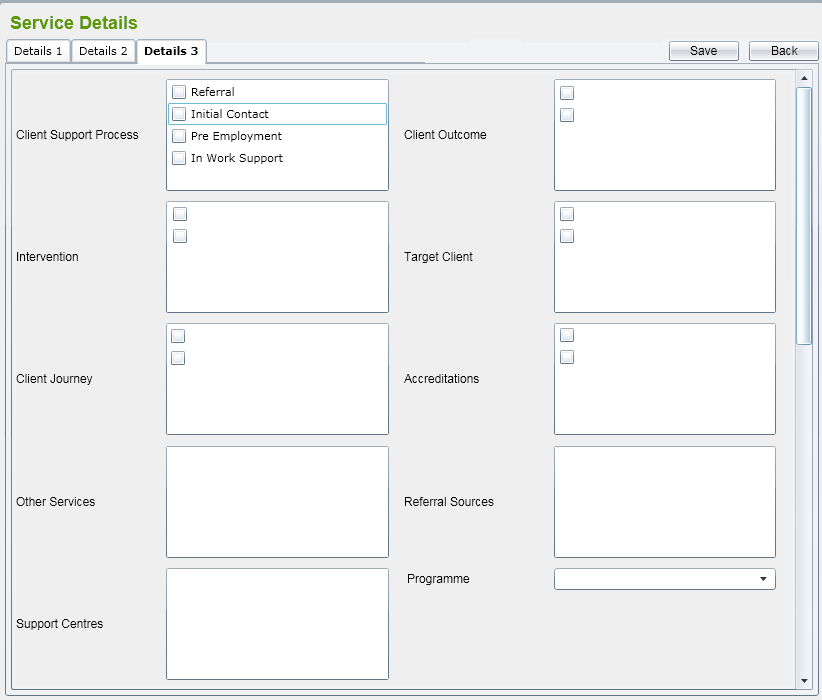 Service Details
Details 1
Details 2
Details 3
Save
Back
Client Support Process
Referral
Initial Contact
Pre Employment
In Work Support
Client Outcome
Intervention
Target Client
Client Journey
Accreditations
Other Services
Referral Sources
Support Centres
Programme